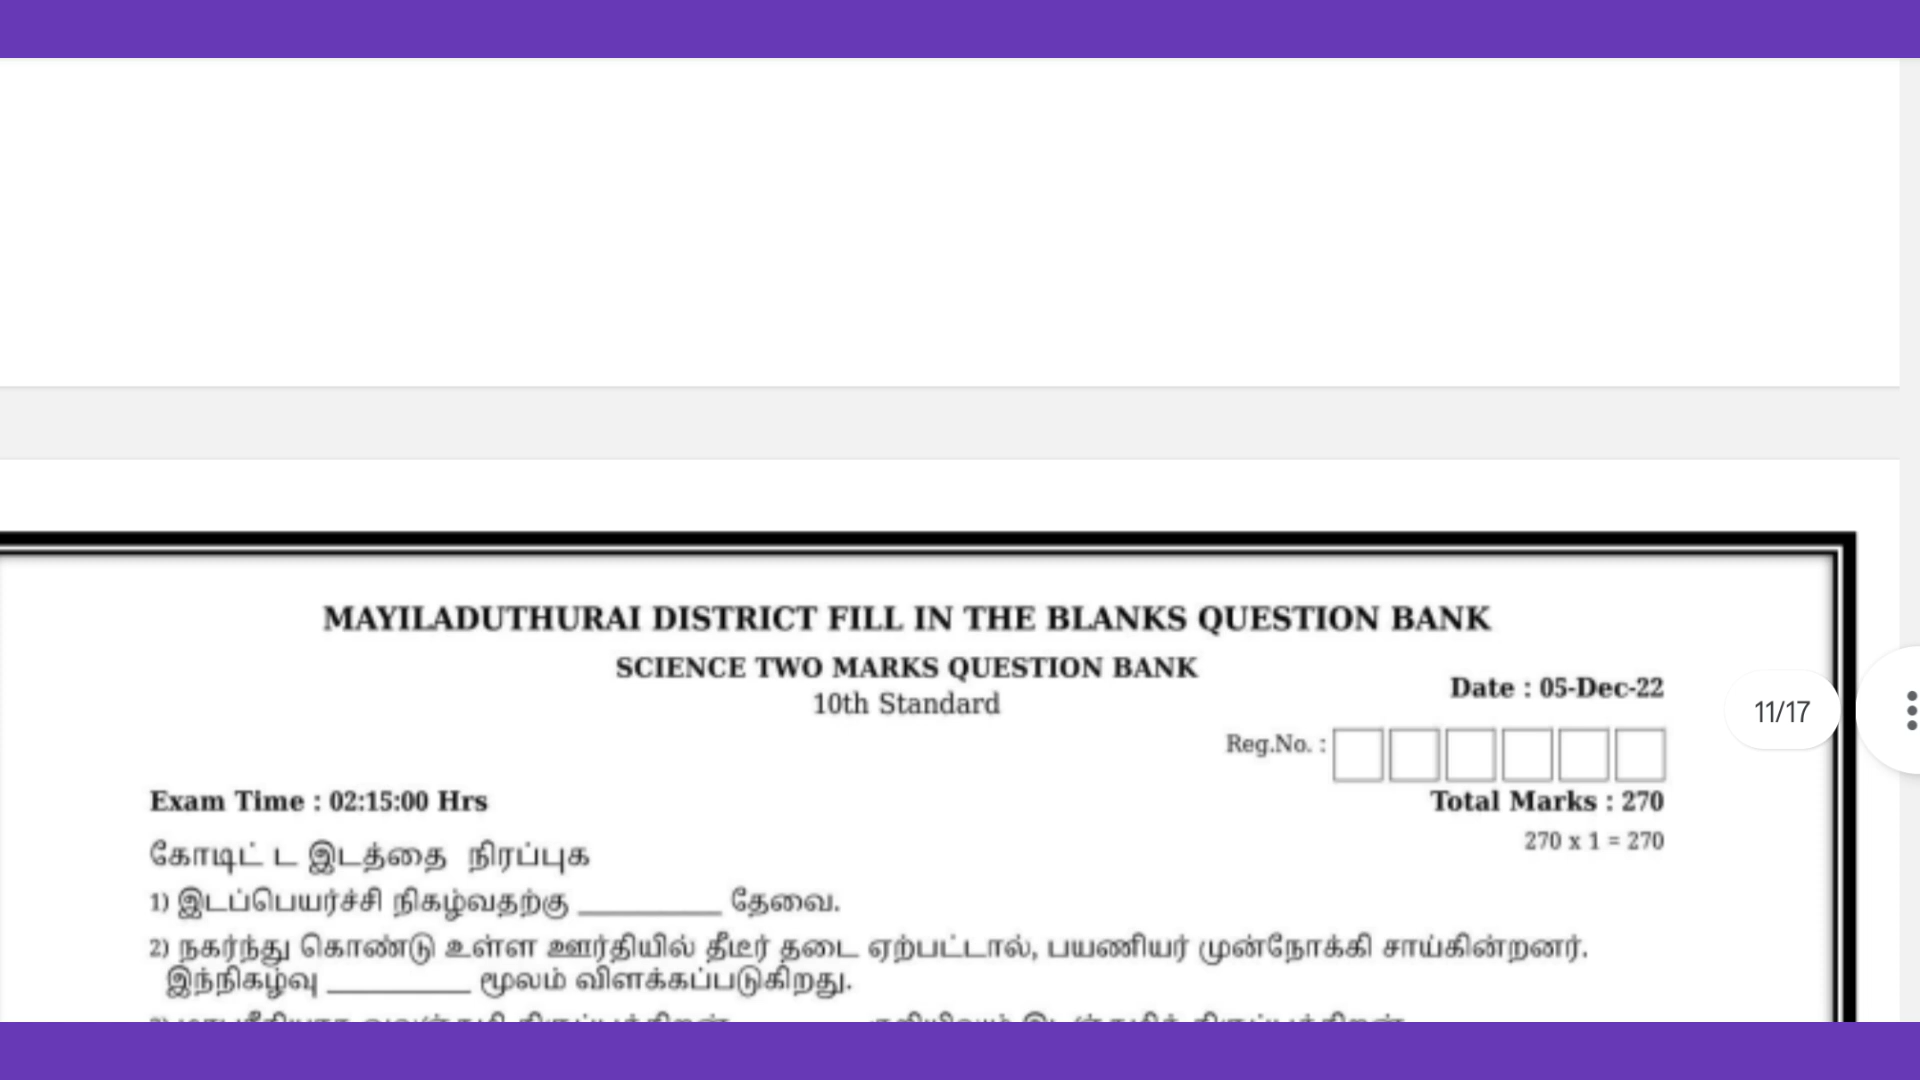 MAYILADUTHURAI DISTRICT FILL IN THE BLANKS QUESTION BANK
SCIENCE TWO MARKS QUESTION BANK
10th Standard
Date : 05-Dec-22
11/17
Reg.No. :
Exam Time : 02:15:00 Hrs
Total Marks : 270
270 x 1 = 270
கோடிட் ட இடத்தை நிரப்புக
1) இடப்பெயர்ச்சி நிகழ்வதற்கு __________ தேவை.
2) நகர்ந்து கொண்டு உள்ள ஊர்தியில் தீடீர் தடை ஏற்பட்டால், பயணியர் முன்நோக்கி சாய்கின்றனர்.
இந்நிகழ்வு __________ மூலம் விளக்கப்படுகிறது.